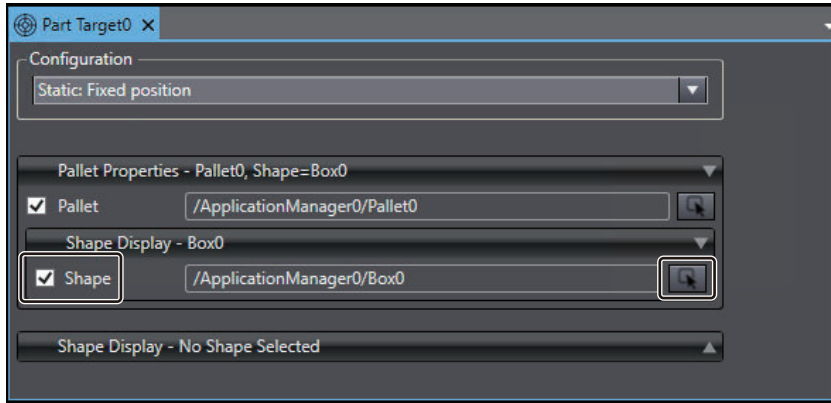 Part Target0
Configuration
Static: Fixed position
Pallet Properties - Pallet0, Shape=Box0
Pallet /ApplicationManager0/Pallet0
Shape Display - Box0
Shape /ApplicationManager0/Box0
Shape Display - No Shape Selected